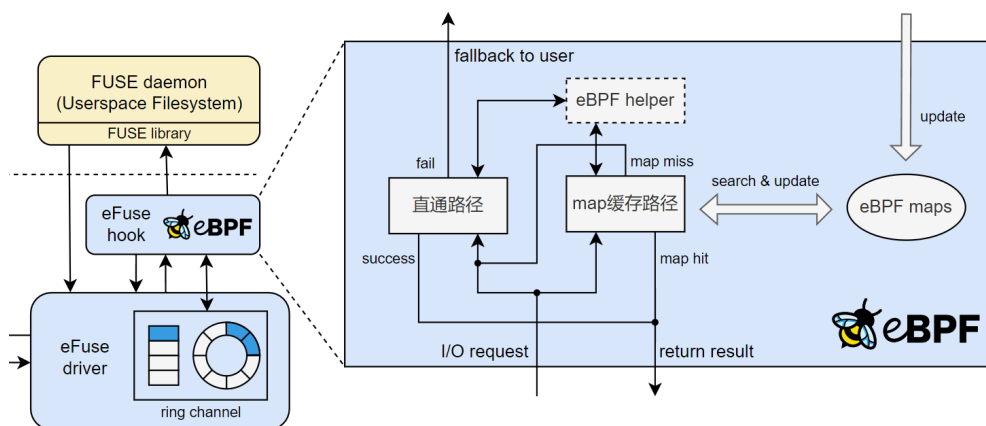 FUSE daemon
(Userspace Filesystem)
FUSE library
eFuse
hook
eBPF
eFuse
driver
ring channel
fallback to user
eBPF helper
update
fail
map miss
直通路径
map缓存路径
search & update
eBPF maps
success
map hit
I/O request
return result
eBPF